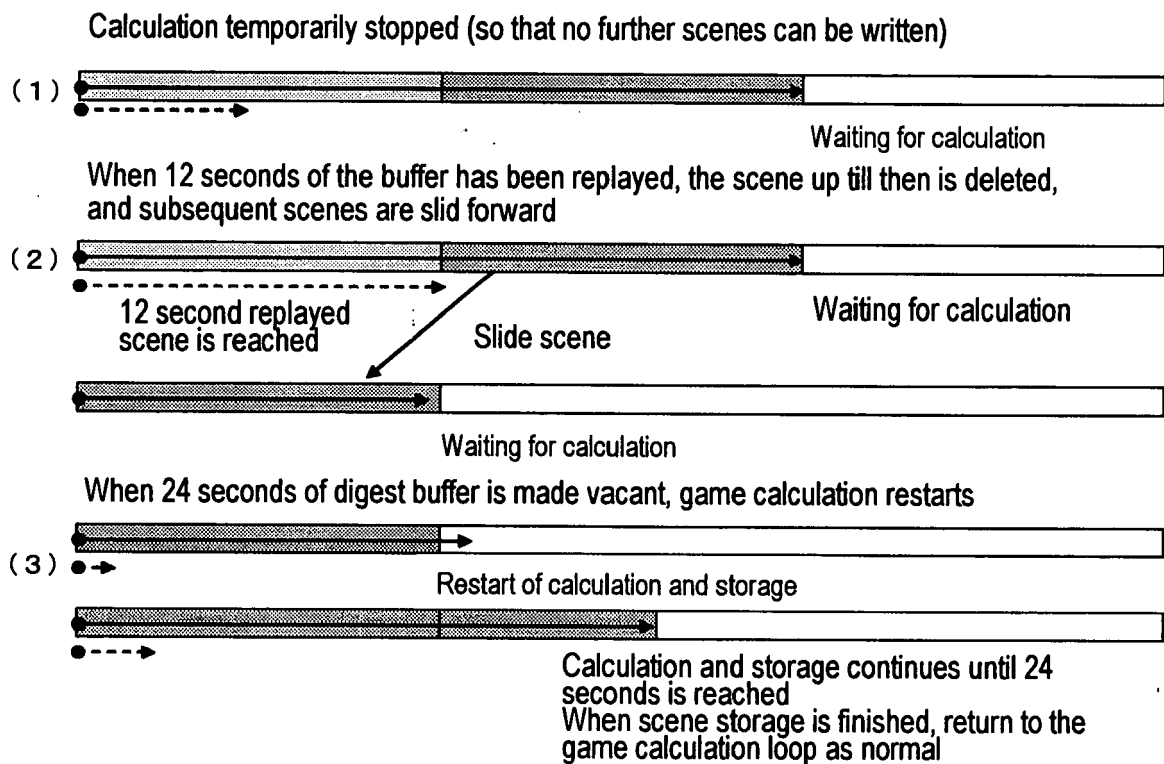 Calculation temporarily stopped (so that no further scenes can be written)
(1)
Waiting for calculation
When 12 seconds of the buffer has been replayed, the scene up till then is deleted,
and subsequent scenes are slid forward
(2)
12 second replayed
scene is reached
Slide scene
Waiting for calculation
Waiting for calculation
When 24 seconds of digest buffer is made vacant, game calculation restarts
(3)
Restart of calculation and storage
Calculation and storage continues until 24
seconds is reached
When scene storage is finished, return to the
game calculation loop as normal